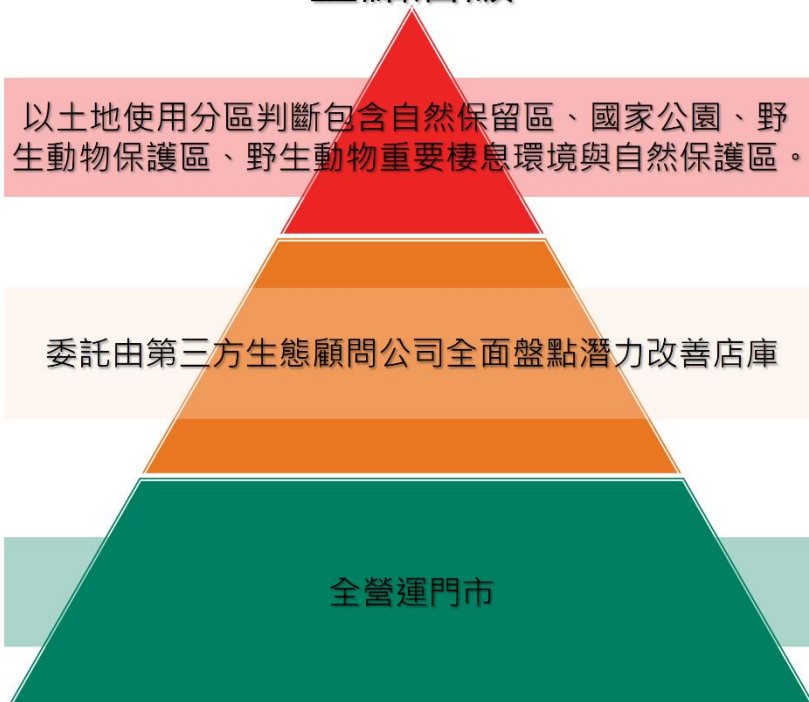 以土地使用分區判斷包含自然保留區、國家公園、野
生動物保護區、野生動物重要棲息環境與自然保護區。
委託由第三方生態顧問公司全面盤點潛力改善店庫
全營運門市